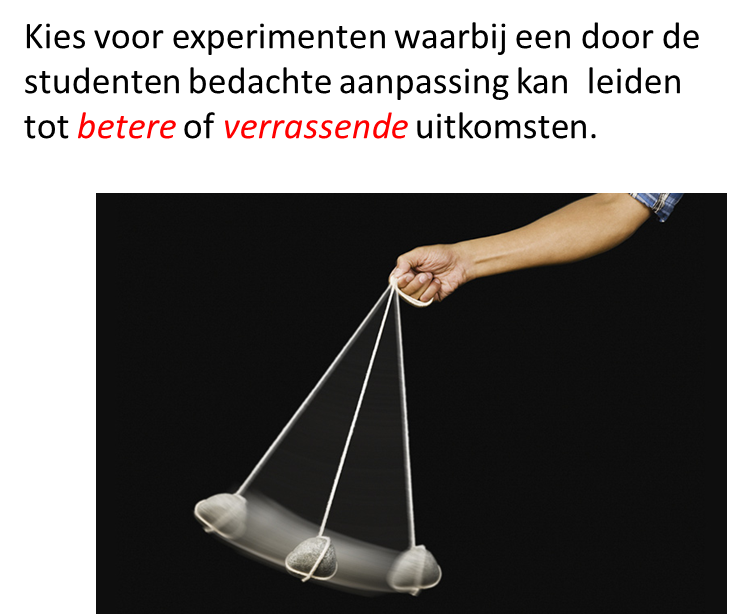 Kies voor experimenten waarbij een door de
studenten bedachte aanpassing kan  leiden
tot betere of verrassende uitkomsten.